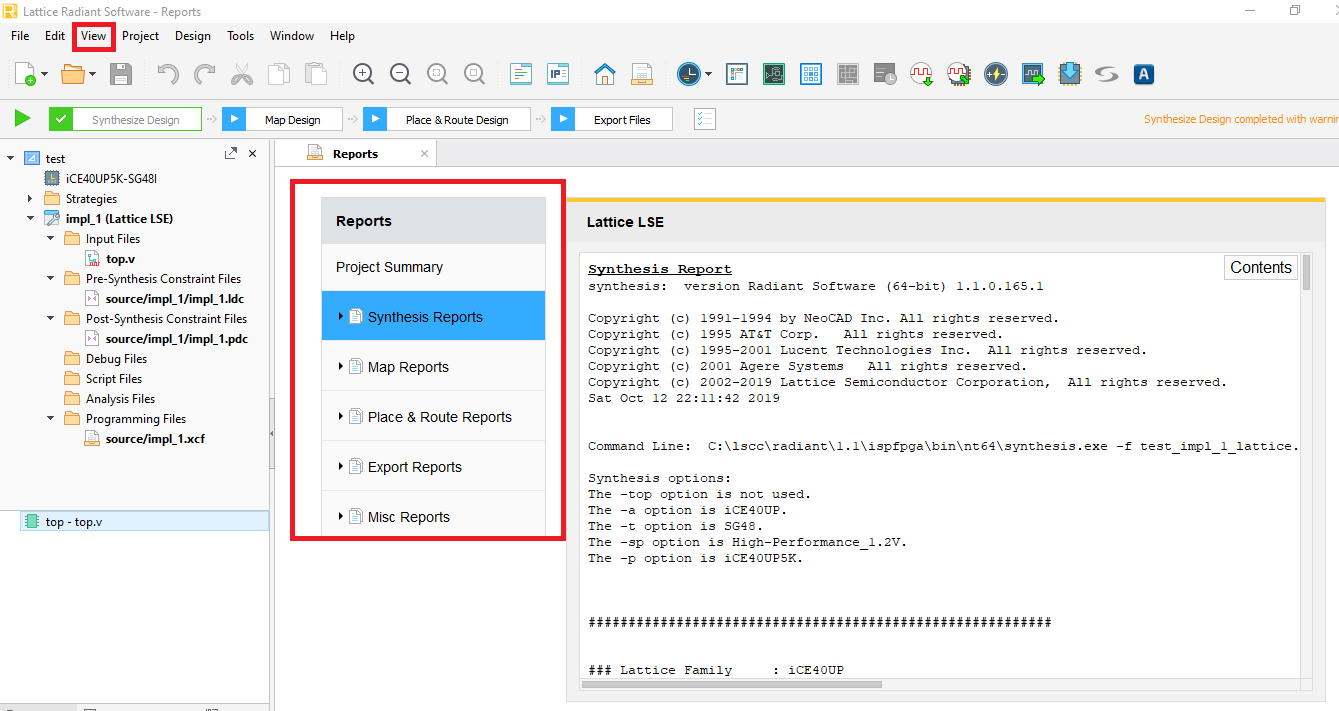 Lattice Radiant Software - Reports
File Edit View Project Design Tools Window Help
Synthesize Design Map Design Place & Route Design Export Files
Synthesize Design completed with
test
iCE40UP5K-SG48I
Strategies
impl_1 (Lattice LSE)
Input Files
top.v
Pre-Synthesis Constraint Files
source/impl_1/impl_1.ldc
Post-Synthesis Constraint Files
source/impl_1/impl_1.pdc
Debug Files
Script Files
Analysis Files
Programming Files
source/impl_1.xcf
top - top.v
Reports
Reports
Project Summary
Synthesis Reports
Map Reports
Place & Route Reports
Export Reports
Misc Reports
Lattice LSE
Contents
Synthesis Report
synthesis:  version Radiant Software (64-bit) 1.1.0.165.1
Copyright (c) 1991-1994 by NeoCAD Inc. All rights reserved.
Copyright (c) 1995 AT&T Corp.   All rights reserved.
Copyright (c) 1995-2001 Lucent Technologies Inc.  All rights reserved.
Copyright (c) 2001 Agere Systems   All rights reserved.
Copyright (c) 2002-2019 Lattice Semiconductor Corporation,  All rights reserved.
Sat Oct 12 22:11:42 2019
Command Line:  C:\lscc\radiant\1.1\ispfpga\bin\nt64\synthesis.exe -f test_impl_1_lattice.
Synthesis options:
The -top option is not used.
The -a option is iCE40UP.
The -t option is SG48.
The -sp option is High-Performance_1.2V.
The -p option is iCE40UP5K.
##########################################################
### Lattice Family     : iCE40UP